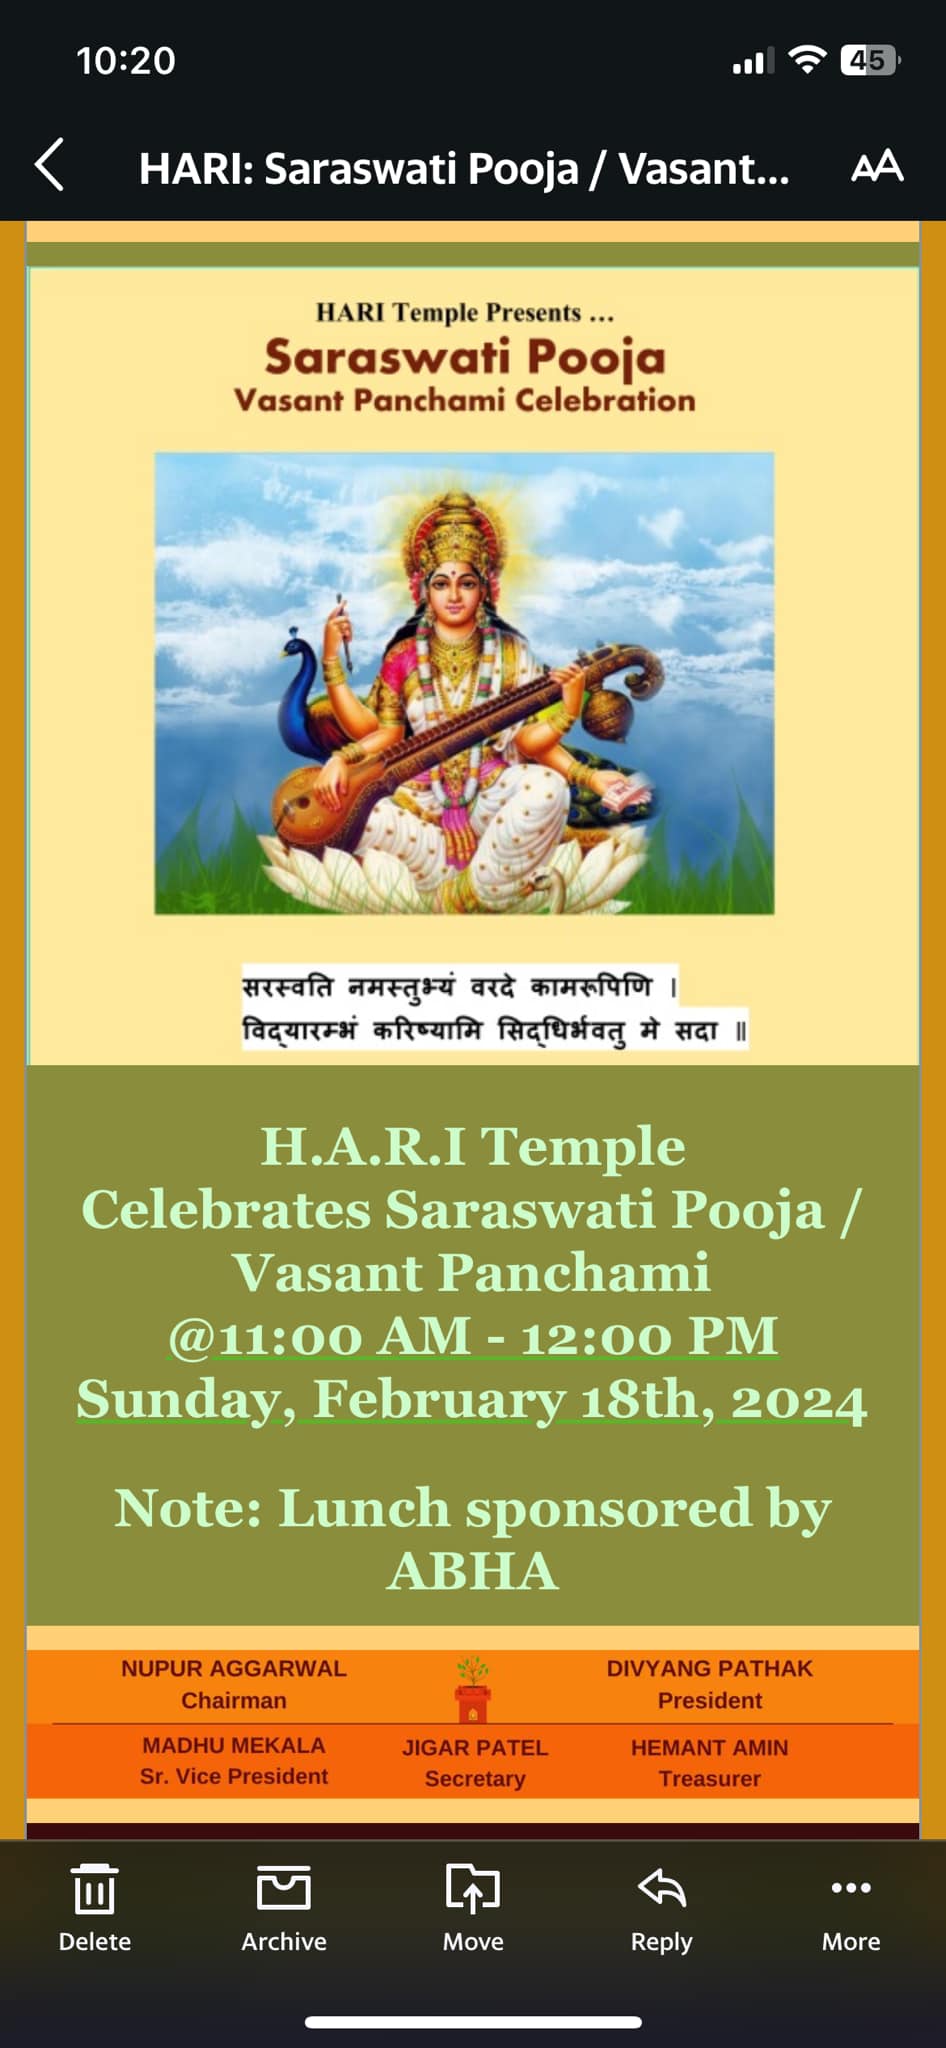 10:20
45
HARI: Saraswati Pooja / Vasant...
AA
HARI Temple Presents ...
Saraswati Pooja
Vasant Panchami Celebration
सरस्वति नमस्तुभ्यं वरदे कामरूपिणि ।
विद्यारम्भं करिष्यामि सिद्धिर्भवतु मे सदा ॥
H.A.R.I Temple
Celebrates Saraswati Pooja /
Vasant Panchami
@11:00 AM - 12:00 PM
Sunday, February 18th, 2024
Note: Lunch sponsored by
ABHA
NUPUR AGGARWAL
Chairman
DIVYANG PATHAK
President
MADHU MEKALA
Sr. Vice President
JIGAR PATEL
Secretary
HEMANT AMIN
Treasurer
Delete
Archive
Move
Reply
More